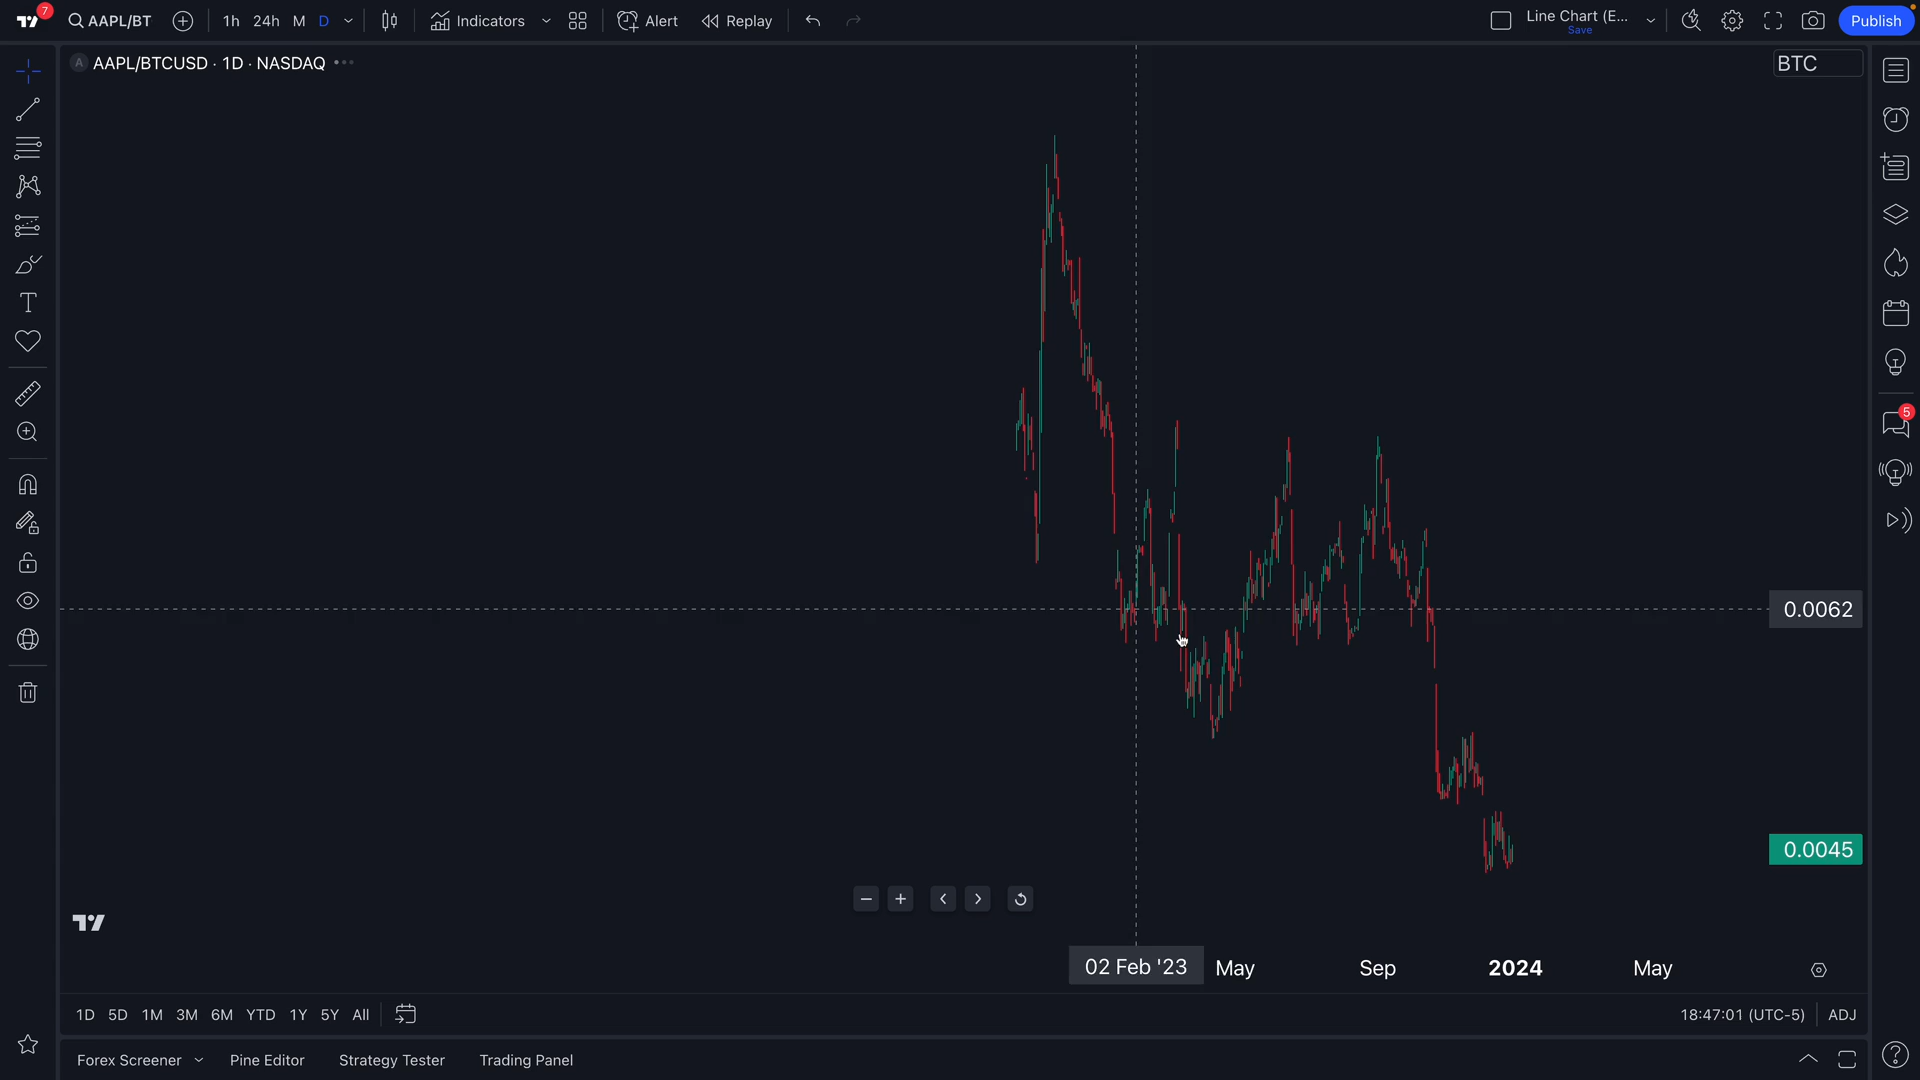 7
AAPL/BT
1h 24h M D
Indicators
Alert
Replay
Line Chart (E...
Save
Publish
A AAPL/BTCUSD · 1D · NASDAQ
BTC
5
0.0062
0.0045
02 Feb '23 May Sep 2024 May
1D 5D 1M 3M 6M YTD 1Y 5Y All
18:47:01 (UTC-5) ADJ
Forex Screener Pine Editor Strategy Tester Trading Panel